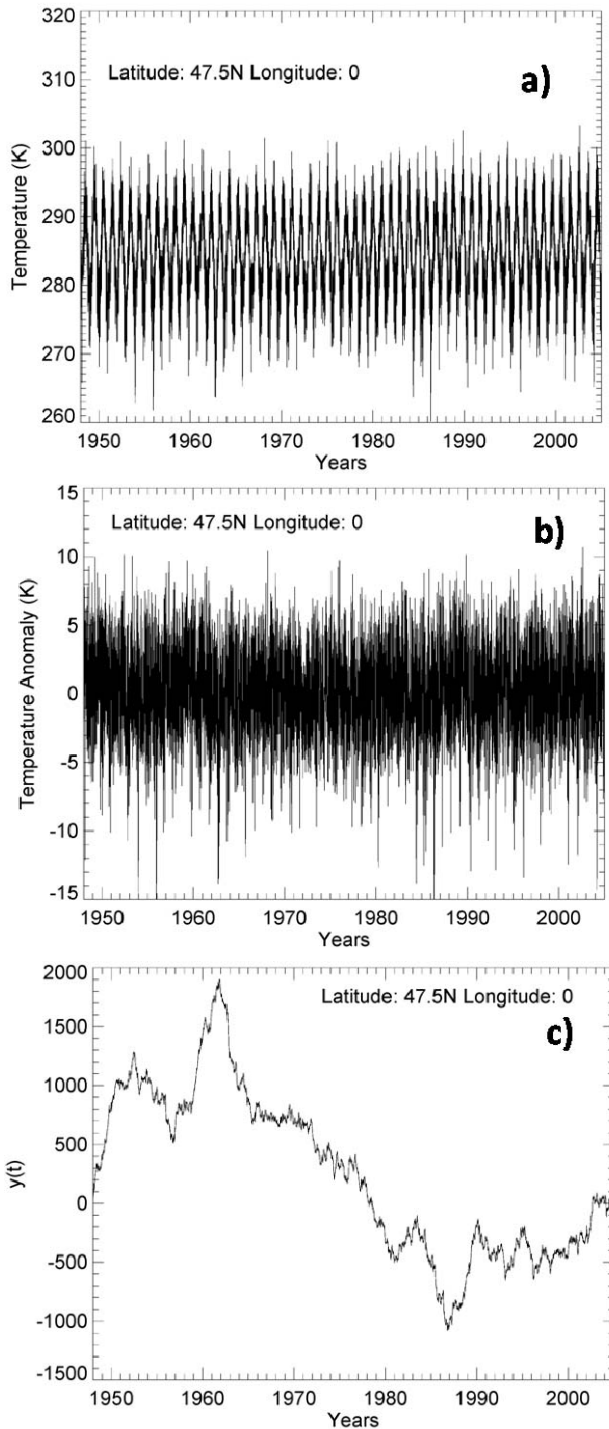 320
310
300
290
280
270
260
Temperature (K)
Latitude: 47.5N Longitude: 0
a)
1950 1960 1970 1980 1990 2000
Years
15
10
5
0
-5
-10
-15
Temperature Anomaly (K)
Latitude: 47.5N Longitude: 0
b)
1950 1960 1970 1980 1990 2000
Years
2000
1500
1000
500
0
-500
-1000
-1500
y(t)
Latitude: 47.5N Longitude: 0
c)
1950 1960 1970 1980 1990 2000
Years